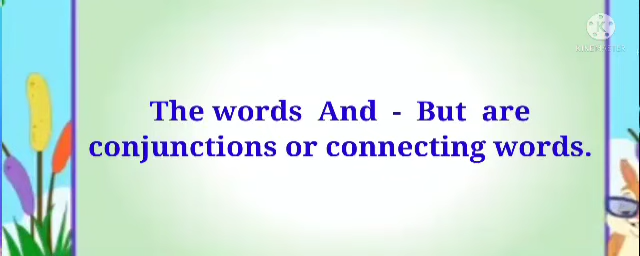 The words And - But are
conjunctions or connecting words.